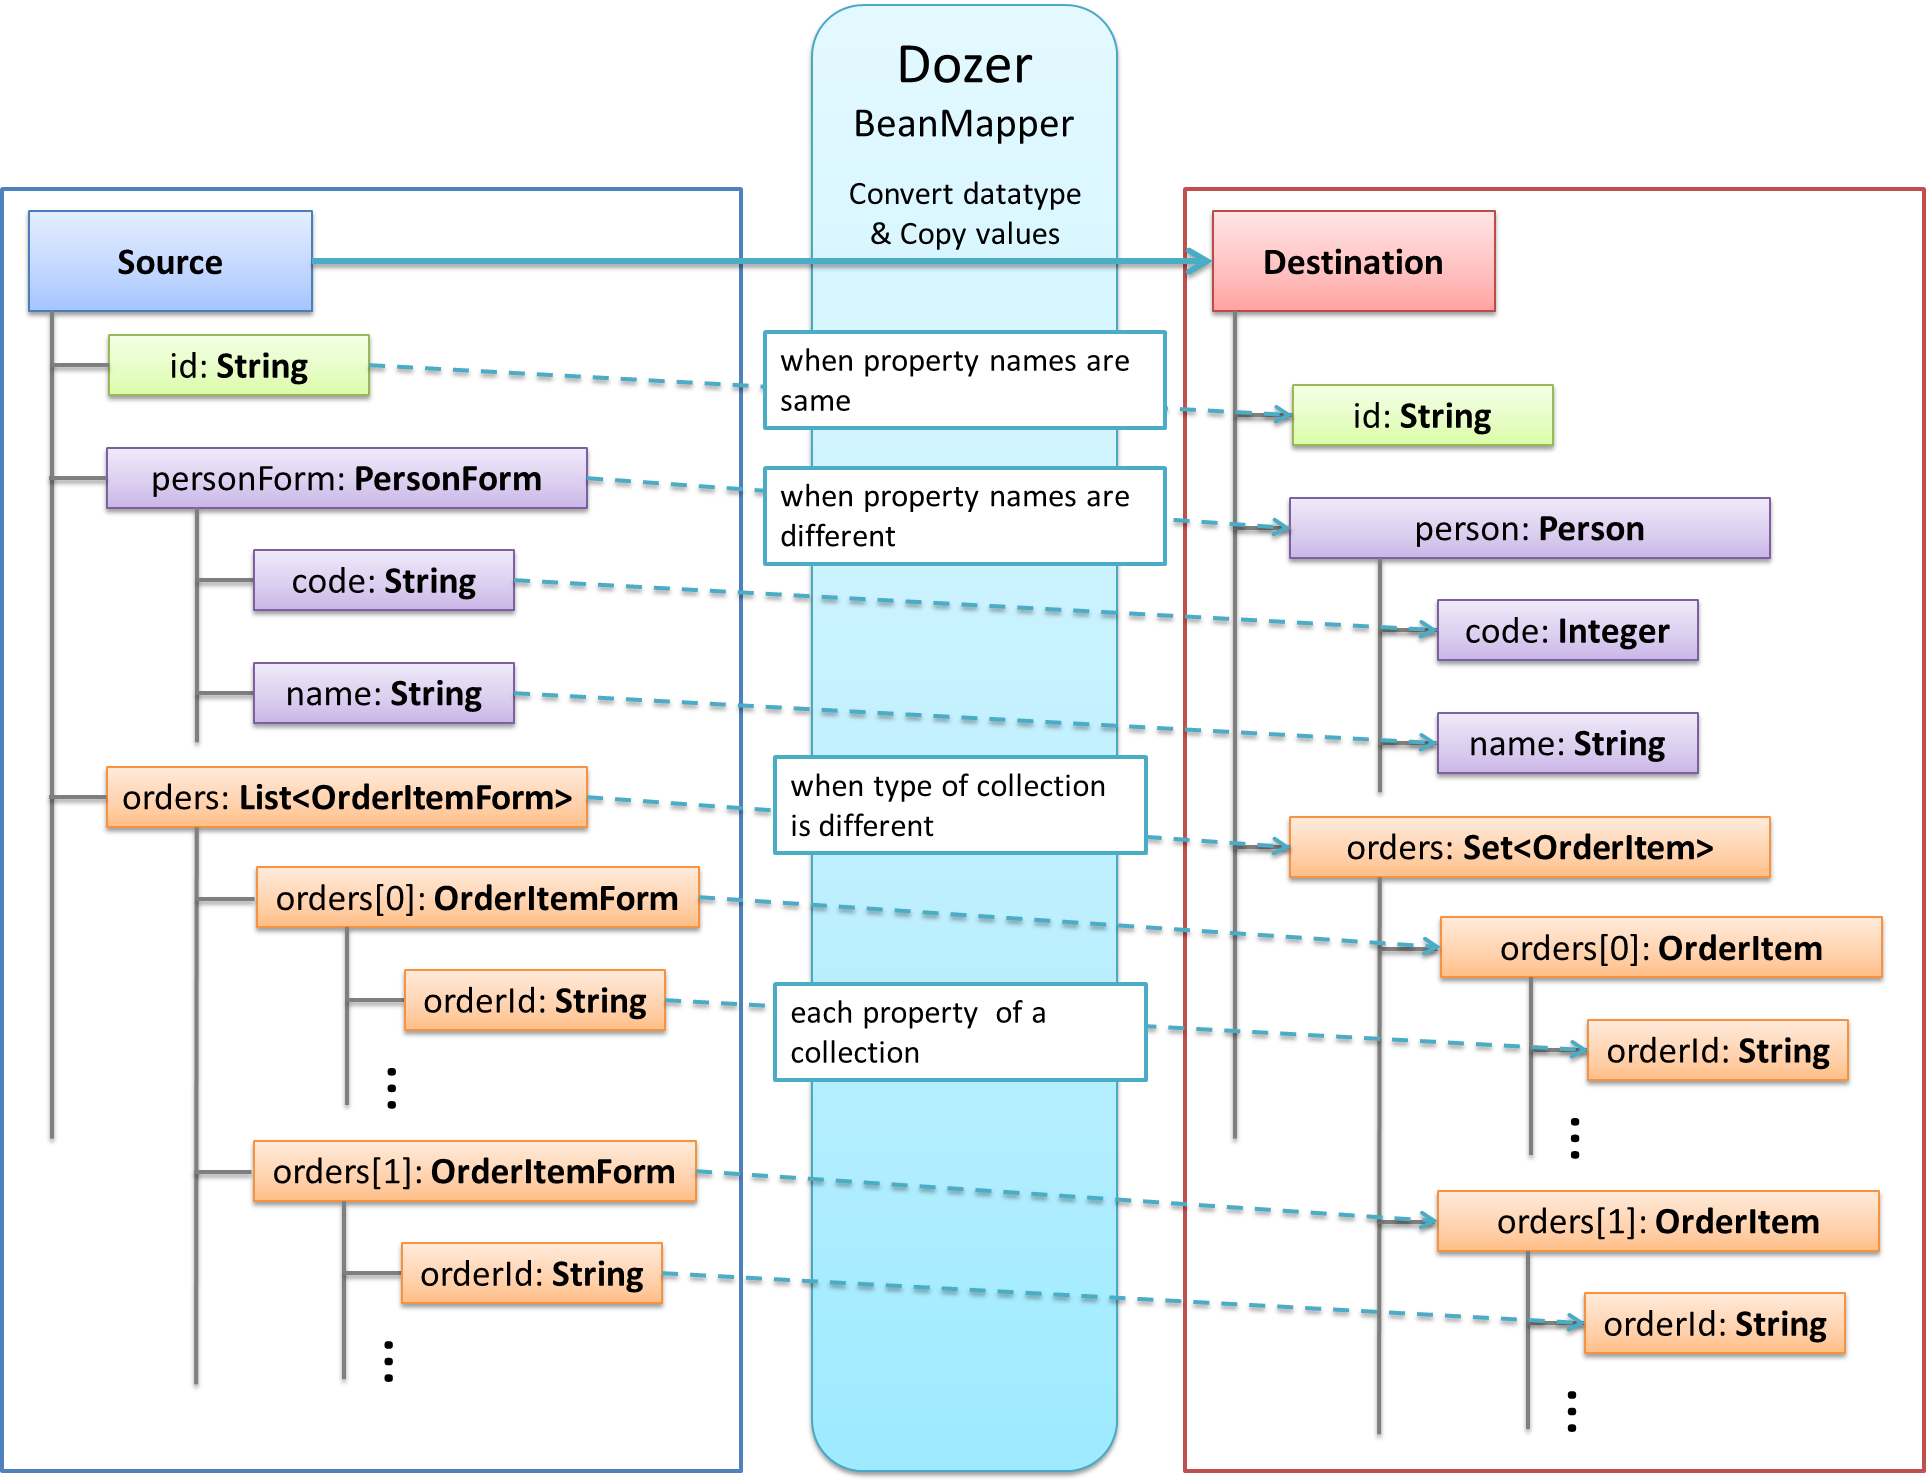 Dozer
BeanMapper
Convert datatype
& Copy values
Source
id: String
personForm: PersonForm
code: String
name: String
orders: List<OrderItemForm>
orders[0]: OrderItemForm
orderId: String
orders[1]: OrderItemForm
orderId: String
when property names are
same
when property names are
different
when type of collection
is different
each property of a
collection
Destination
id: String
person: Person
code: Integer
name: String
orders: Set<OrderItem>
orders[0]: OrderItem
orderId: String
orders[1]: OrderItem
orderId: String